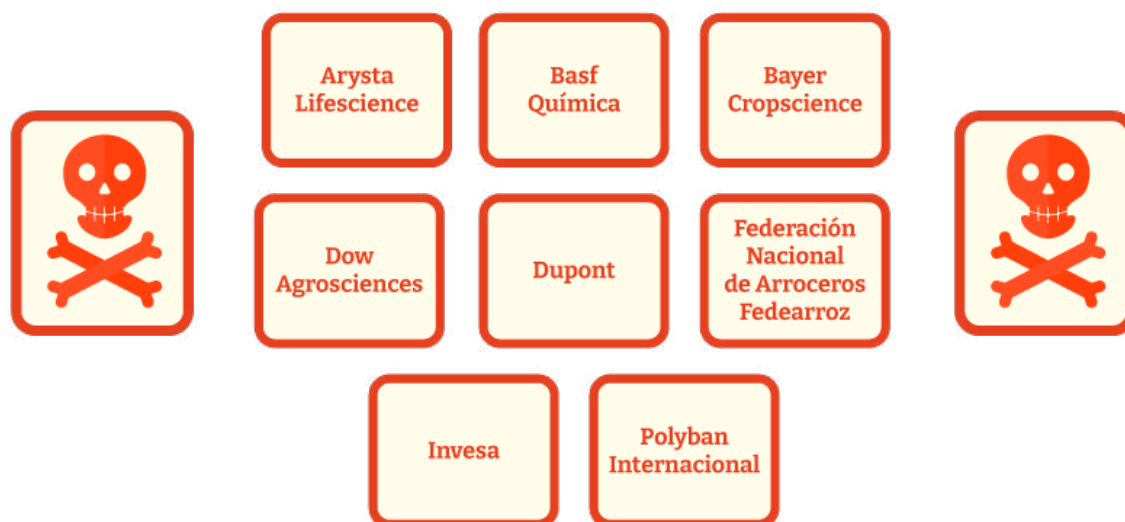 Arysta
Lifescience
Basf
Química
Bayer
Cropscience
Dow
Agrosciences
Dupont
Federación
Nacional
de Arroceros
Fedearroz
Invesa
Polyban
Internacional